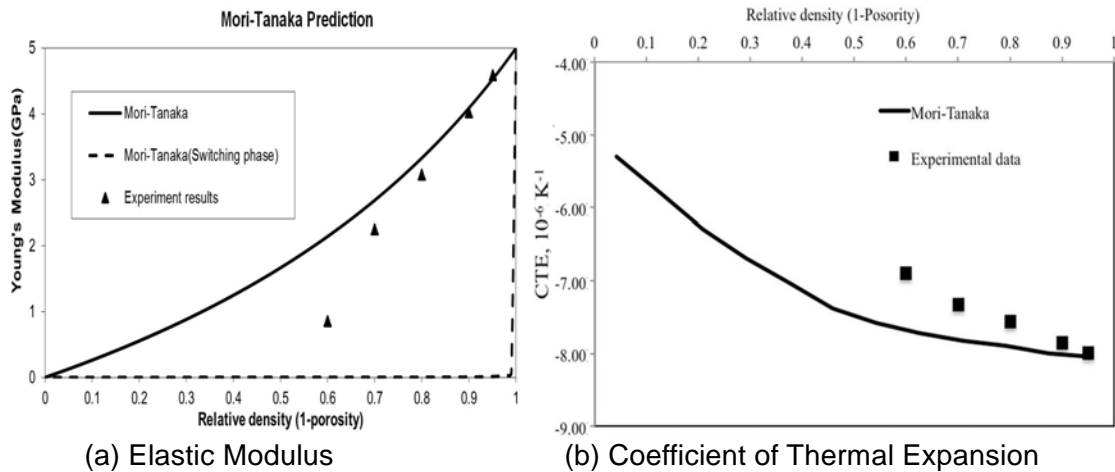 Mori-Tanaka Prediction
Young's Modulus(GPa)
5
4
3
2
1
0
Mori-Tanaka
Mori-Tanaka(Switching phase)
Experiment results
0 0.1 0.2 0.3 0.4 0.5 0.6 0.7 0.8 0.9 1
Relative density (1-porosity)
(a) Elastic Modulus
Relative density (1-Posority)
0 0.1 0.2 0.3 0.4 0.5 0.6 0.7 0.8 0.9 1
CTE, 10-6 K-1
-4.00
-5.00
-6.00
-7.00
-8.00
-9.00
Mori-Tanaka
Experimental data
(b) Coefficient of Thermal Expansion